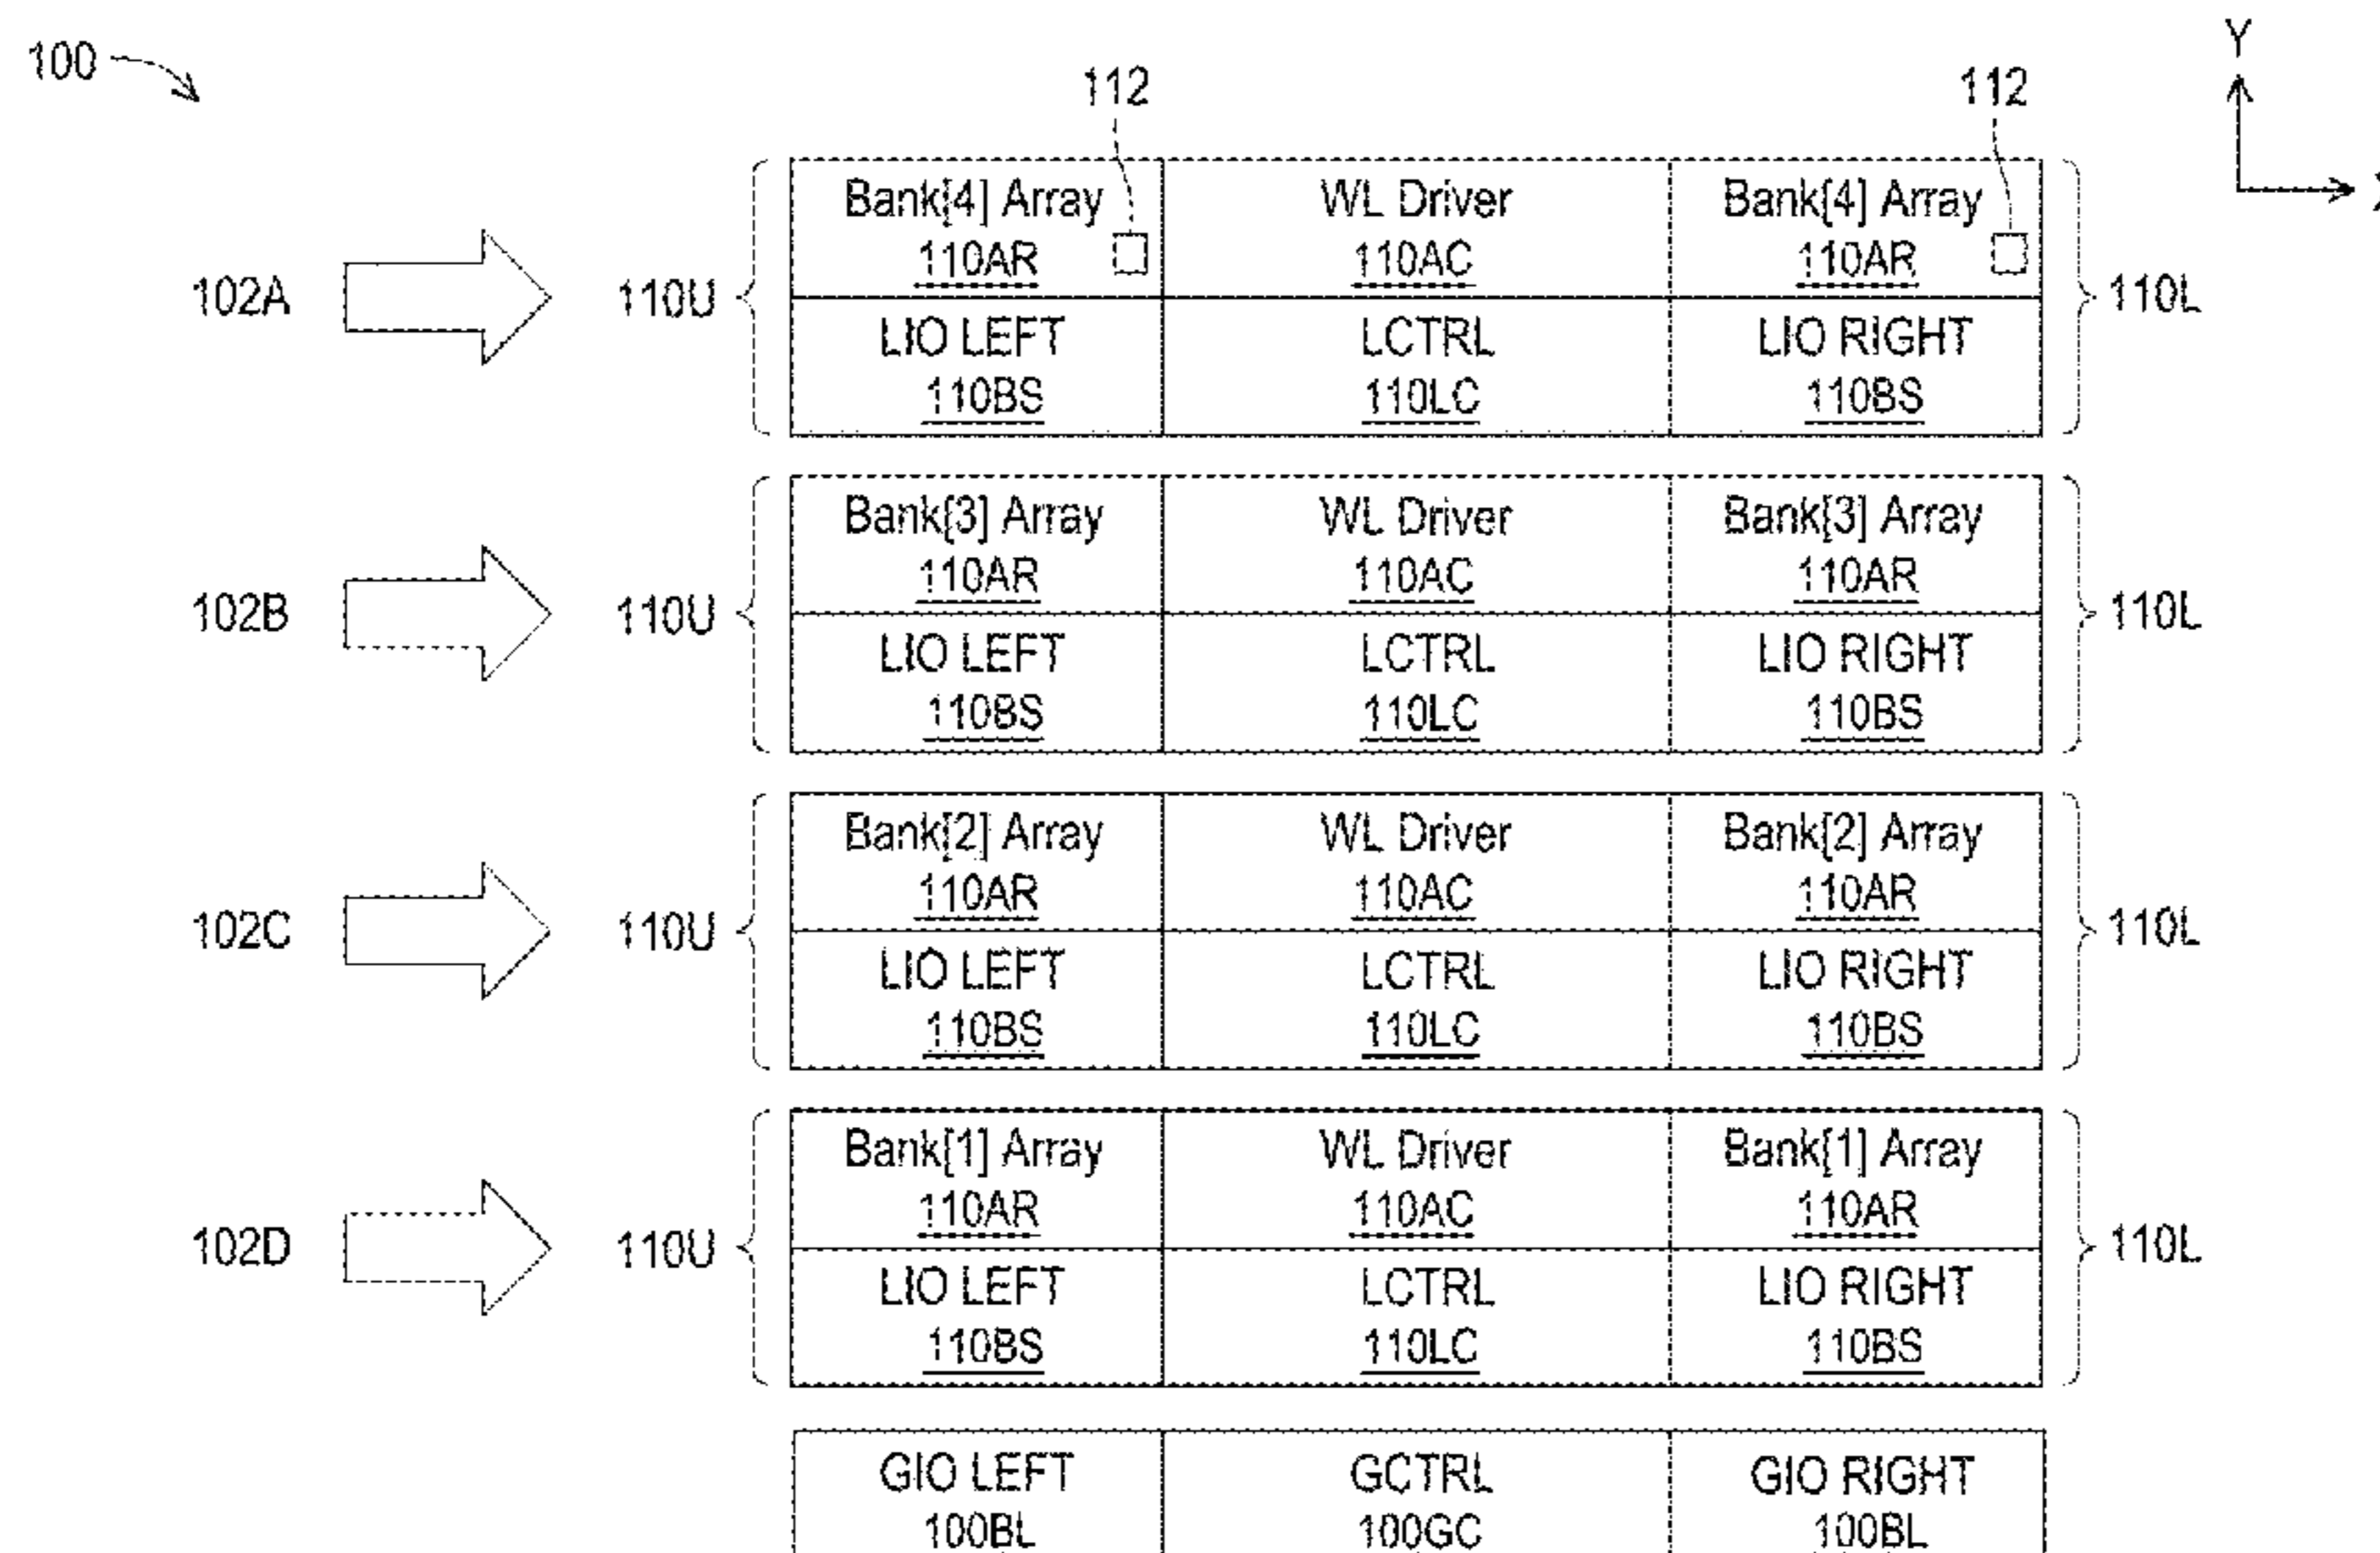 100
Y
X
112 112
Bank[4] Array WL Driver Bank[4] Array
110AR 110AC 110AR
102A 110U 110L
LIO LEFT LCTRL LIO RIGHT
110BS 110LC 110BS
Bank[3] Array WL Driver Bank[3] Array
110AR 110AC 110AR
102B 110U 110L
LIO LEFT LCTRL LIO RIGHT
110BS 110LC 110BS
Bank[2] Array WL Driver Bank[2] Array
110AR 110AC 110AR
102C 110U 110L
LIO LEFT LCTRL LIO RIGHT
110BS 110LC 110BS
Bank[1] Array WL Driver Bank[1] Array
110AR 110AC 110AR
102D 110U 110L
LIO LEFT LCTRL LIO RIGHT
110BS 110LC 110BS
GIO LEFT GCTRL GIO RIGHT
100BL 100GC 100BL